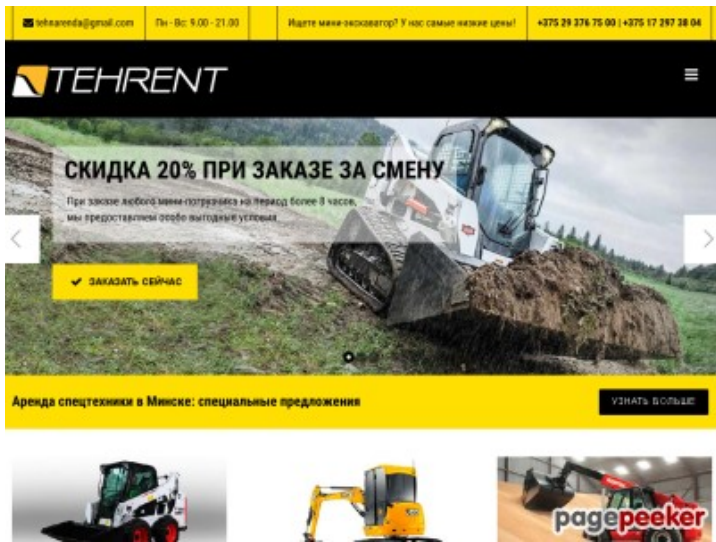 tehnarenda@gmail.com
Пн - Вс: 9.00 - 21.00
Ищете мини-экскаватор? У нас самые низкие цены!
+375 29 376 75 00 | +375 17 297 38 04
TEHRENT
СКИДКА 20% ПРИ ЗАКАЗЕ ЗА СМЕНУ
При заказе любого мини-погрузчика на период более 8 часов,
мы предоставляем особо выгодные условия
ЗАКАЗАТЬ СЕЙЧАС
Аренда спецтехники в Минске: специальные предложения
УЗНАТЬ БОЛЬШЕ
pagepeeker